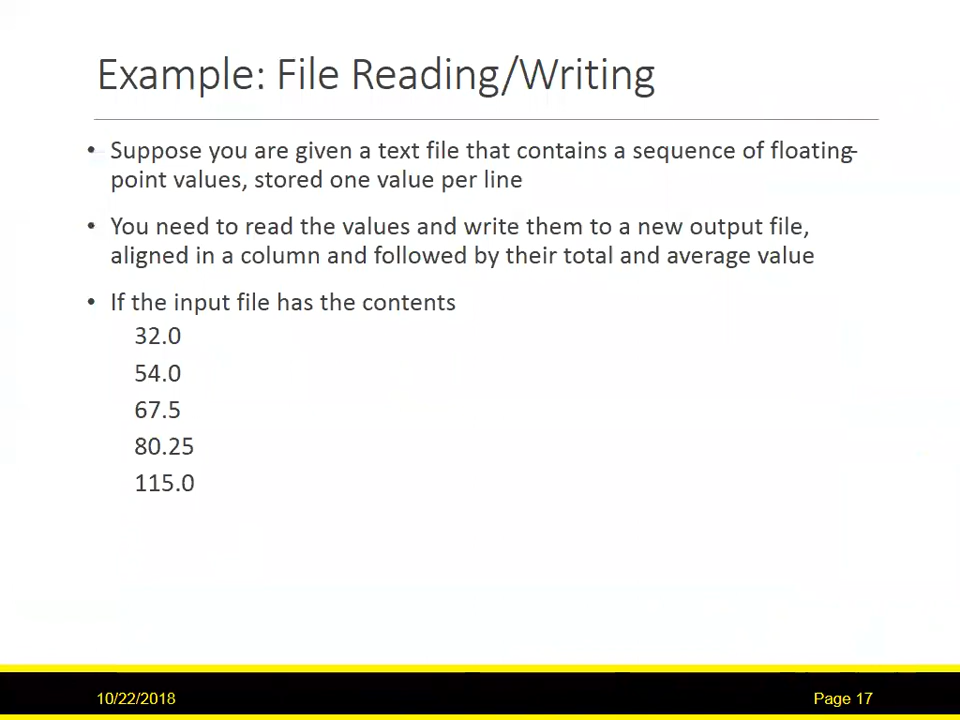 Example: File Reading/Writing
• Suppose you are given a text file that contains a sequence of floating-
point values, stored one value per line
• You need to read the values and write them to a new output file,
aligned in a column and followed by their total and average value
• If the input file has the contents
32.0
54.0
67.5
80.25
115.0
10/22/2018
Page 17